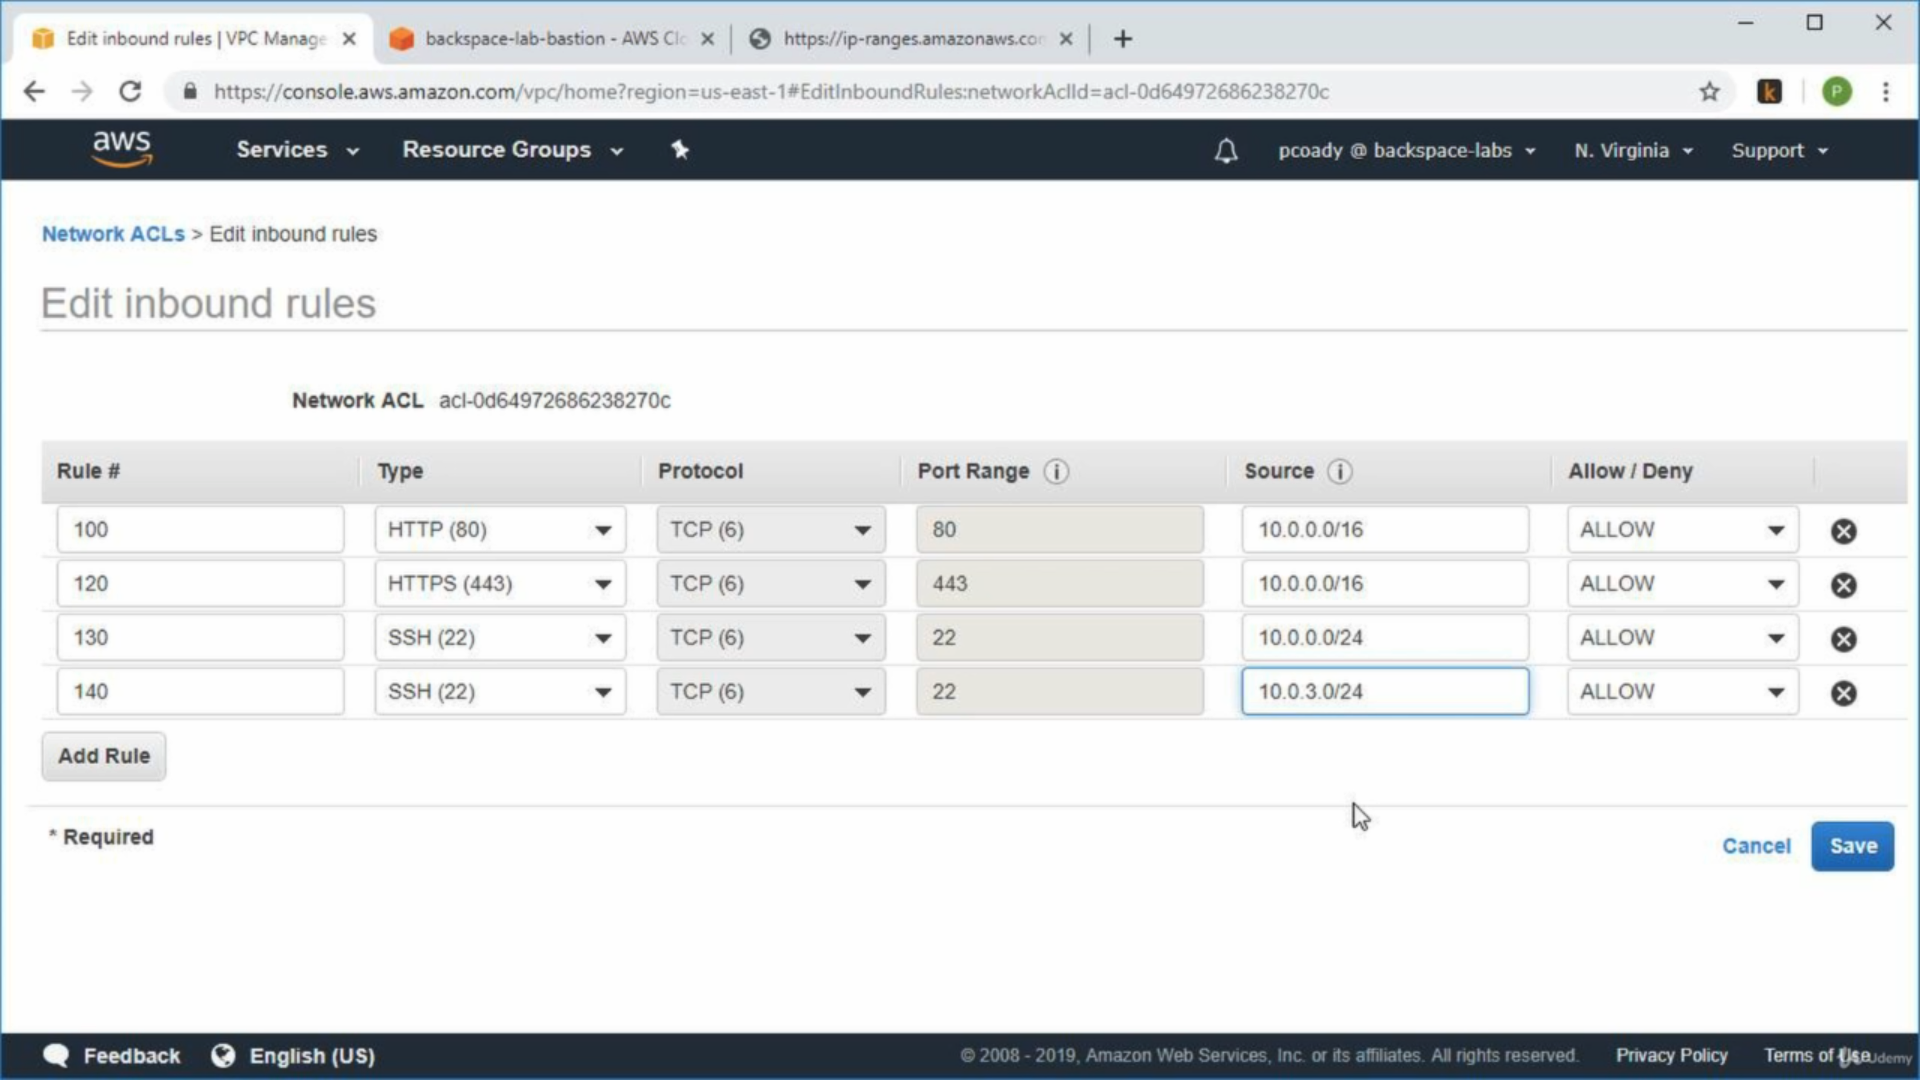 Edit inbound rules | VPC Manage
backspace-lab-bastion - AWS Clo
https://ip-ranges.amazonaws.com
https://console.aws.amazon.com/vpc/home?region=us-east-1#EditInboundRules:networkAclId=acl-0d64972686238270c
k
P
aws
Services
Resource Groups
pcoady @ backspace-labs
N. Virginia
Support
Network ACLs > Edit inbound rules
Edit inbound rules
Network ACL acl-0d64972686238270c
Rule # Type Protocol Port Range i Source i Allow / Deny
100 HTTP (80) TCP (6) 80 10.0.0.0/16 ALLOW
120 HTTPS (443) TCP (6) 443 10.0.0.0/16 ALLOW
130 SSH (22) TCP (6) 22 10.0.0.0/24 ALLOW
140 SSH (22) TCP (6) 22 10.0.3.0/24 ALLOW
Add Rule
* Required
Cancel
Save
Feedback
English (US)
© 2008 - 2019, Amazon Web Services, Inc. or its affiliates. All rights reserved.
Privacy Policy
Terms of Use
Udemy